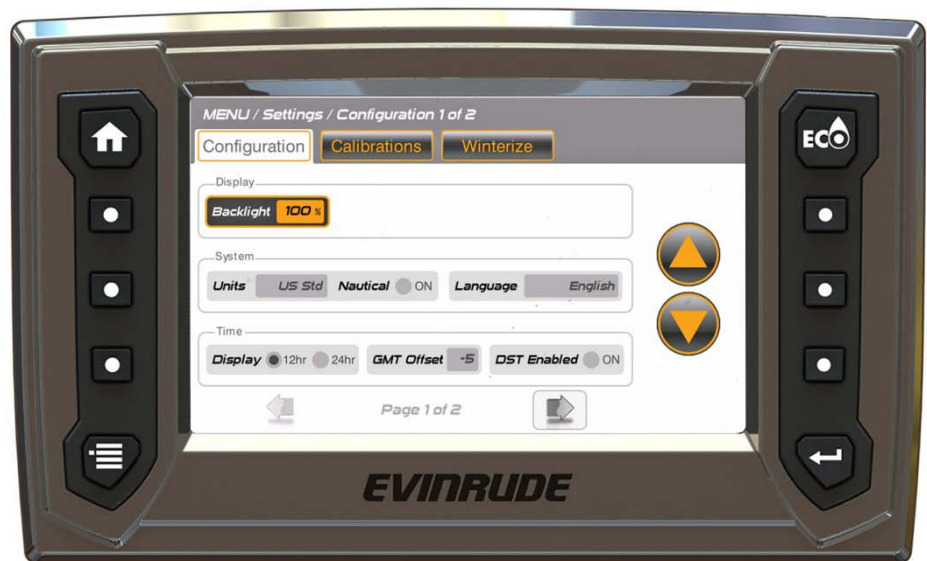 MENU / Settings / Configuration 1 of 2
Configuration Calibrations Winterize
ECO
Display
Backlight 100 %
System
Units US Std Nautical ON Language English
Time
Display 12hr 24hr GMT Offset -5 DST Enabled ON
Page 1 of 2
EVINRUDE